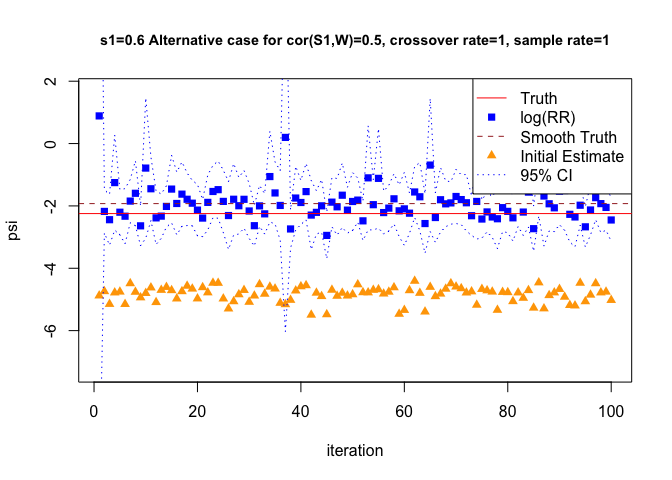 s1=0.6 Alternative case for cor(S1,W)=0.5, crossover rate=1, sample rate=1
2
0
-2
-4
-6
psi
Truth
log(RR)
Smooth Truth
Initial Estimate
95% CI
0 20 40 60 80 100
iteration